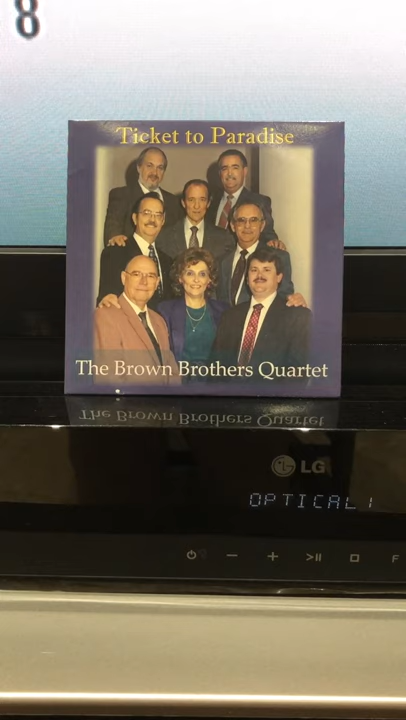 8
Ticket to Paradise
The Brown Brothers Quartet
The Brown Brothers Quartet
LG
OPTICAL 1
F